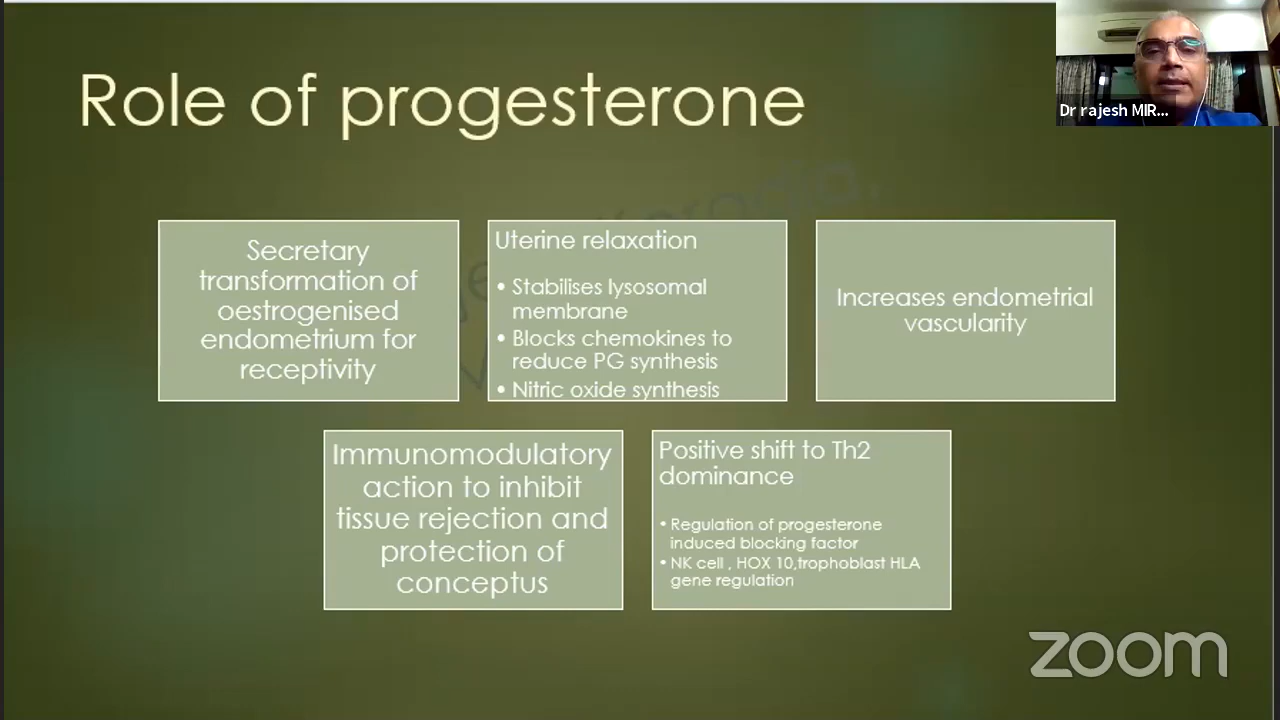 Role of progesterone
Dr rajesh MIR...
Secretary
transformation of
oestrogenised
endometrium for
receptivity
Uterine relaxation
• Stabilises lysosomal
membrane
• Blocks chemokines to
reduce PG synthesis
• Nitric oxide synthesis
Increases endometrial
vascularity
Immunomodulatory
action to inhibit
tissue rejection and
protection of
conceptus
Positive shift to Th2
dominance
• Regulation of progesterone
induced blocking factor
• NK cell , HOX 10,trophoblast HLA
gene regulation
zoom